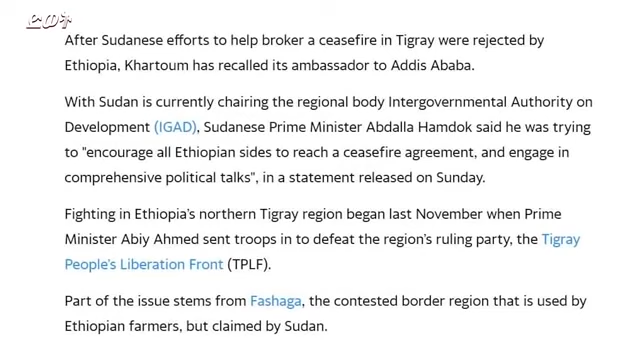 After Sudanese efforts to help broker a ceasefire in Tigray were rejected by
Ethiopia, Khartoum has recalled its ambassador to Addis Ababa.
With Sudan is currently chairing the regional body Intergovernmental Authority on
Development (IGAD), Sudanese Prime Minister Abdalla Hamdok said he was trying
to "encourage all Ethiopian sides to reach a ceasefire agreement, and engage in
comprehensive political talks", in a statement released on Sunday.
Fighting in Ethiopia's northern Tigray region began last November when Prime
Minister Abiy Ahmed sent troops in to defeat the region's ruling party, the Tigray
People's Liberation Front (TPLF).
Part of the issue stems from Fashaga, the contested border region that is used by
Ethiopian farmers, but claimed by Sudan.